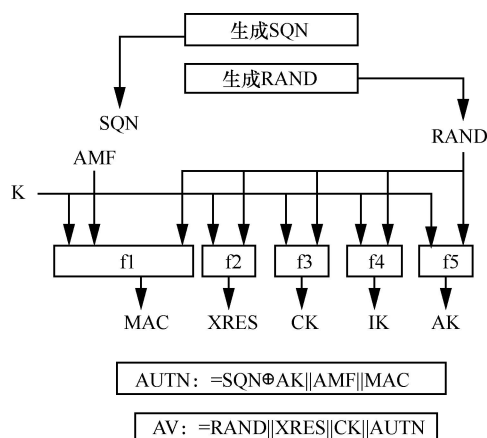 生成SQN
生成RAND
SQN
RAND
AMF
K
f1 f2 f3 f4 f5
MAC XRES CK IK AK
AUTN：=SQN⊕AK||AMF||MAC
AV：=RAND||XRES||CK||AUTN